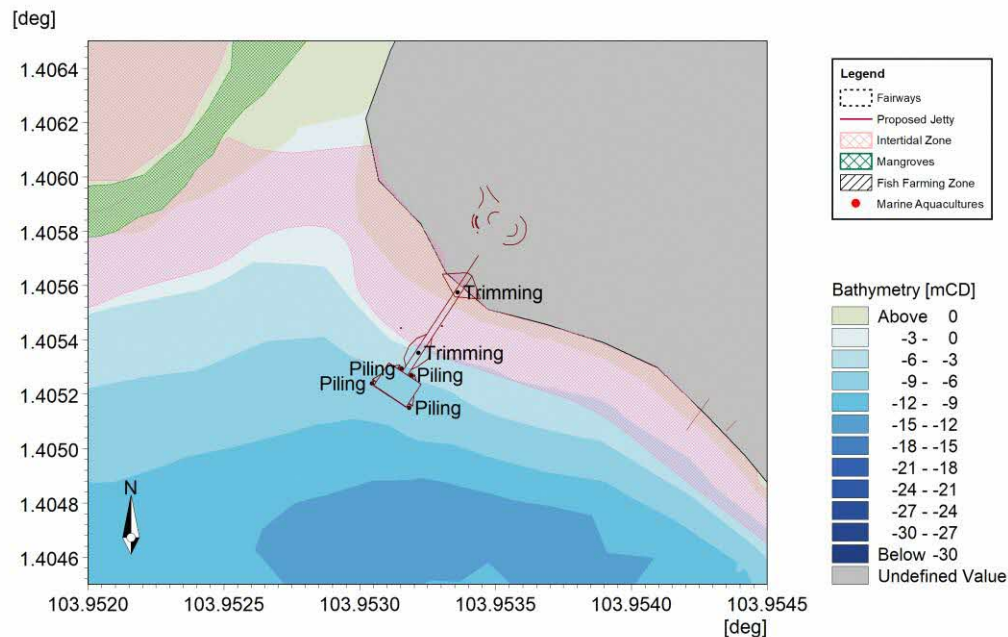 [deg]
1.4064
1.4062
1.4060
1.4058
1.4056
1.4054
1.4052
1.4050
1.4048
1.4046
Trimming
Trimming
Piling
Piling
Piling
Piling
N
103.9520
103.9525
103.9530
103.9535
103.9540
103.9545
[deg]
Legend
Fairways
Proposed Jetty
Intertidal Zone
Mangroves
Fish Farming Zone
Marine Aquacultures
Bathymetry [mCD]
Above 0
-3 - 0
-6 - -3
-9 - -6
-12 - -9
-15 - -12
-18 - -15
-21 - -18
-24 - -21
-27 - -24
-30 - -27
Below -30
Undefined Value